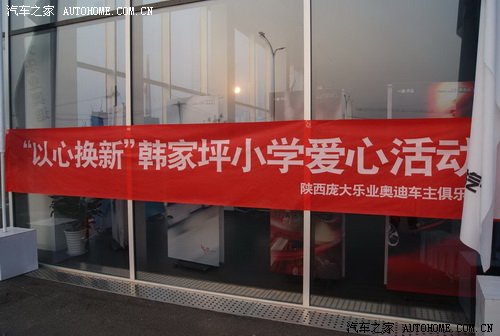 汽车之家 AUTOHOME.COM.CN
“以心换新”韩家坪小学爱心活动
陕西庞大乐业奥迪车主俱乐
汽车之家 AUTOHOME.COM.CN